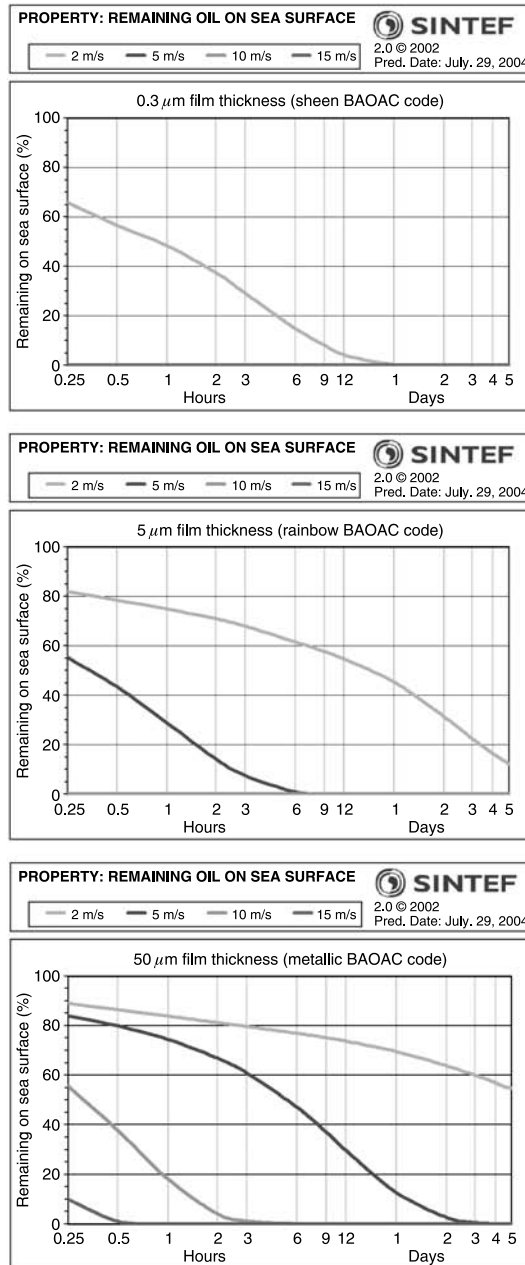 PROPERTY: REMAINING OIL ON SEA SURFACE
SINTEF
2 m/s 5 m/s 10 m/s 15 m/s
2.0 © 2002
Pred. Date: July. 29, 2004
0.3 µm film thickness (sheen BAOAC code)
Remaining on sea surface (%)
100
80
60
40
20
0
0.25 0.5 1 2 3 6 9 12 1 2 3 4 5
Hours Days
PROPERTY: REMAINING OIL ON SEA SURFACE
SINTEF
2 m/s 5 m/s 10 m/s 15 m/s
2.0 © 2002
Pred. Date: July. 29, 2004
5 µm film thickness (rainbow BAOAC code)
Remaining on sea surface (%)
100
80
60
40
20
0
0.25 0.5 1 2 3 6 9 12 1 2 3 4 5
Hours Days
PROPERTY: REMAINING OIL ON SEA SURFACE
SINTEF
2 m/s 5 m/s 10 m/s 15 m/s
2.0 © 2002
Pred. Date: July. 29, 2004
50 µm film thickness (metallic BAOAC code)
Remaining on sea surface (%)
100
80
60
40
20
0
0.25 0.5 1 2 3 6 9 12 1 2 3 4 5
Hours Days